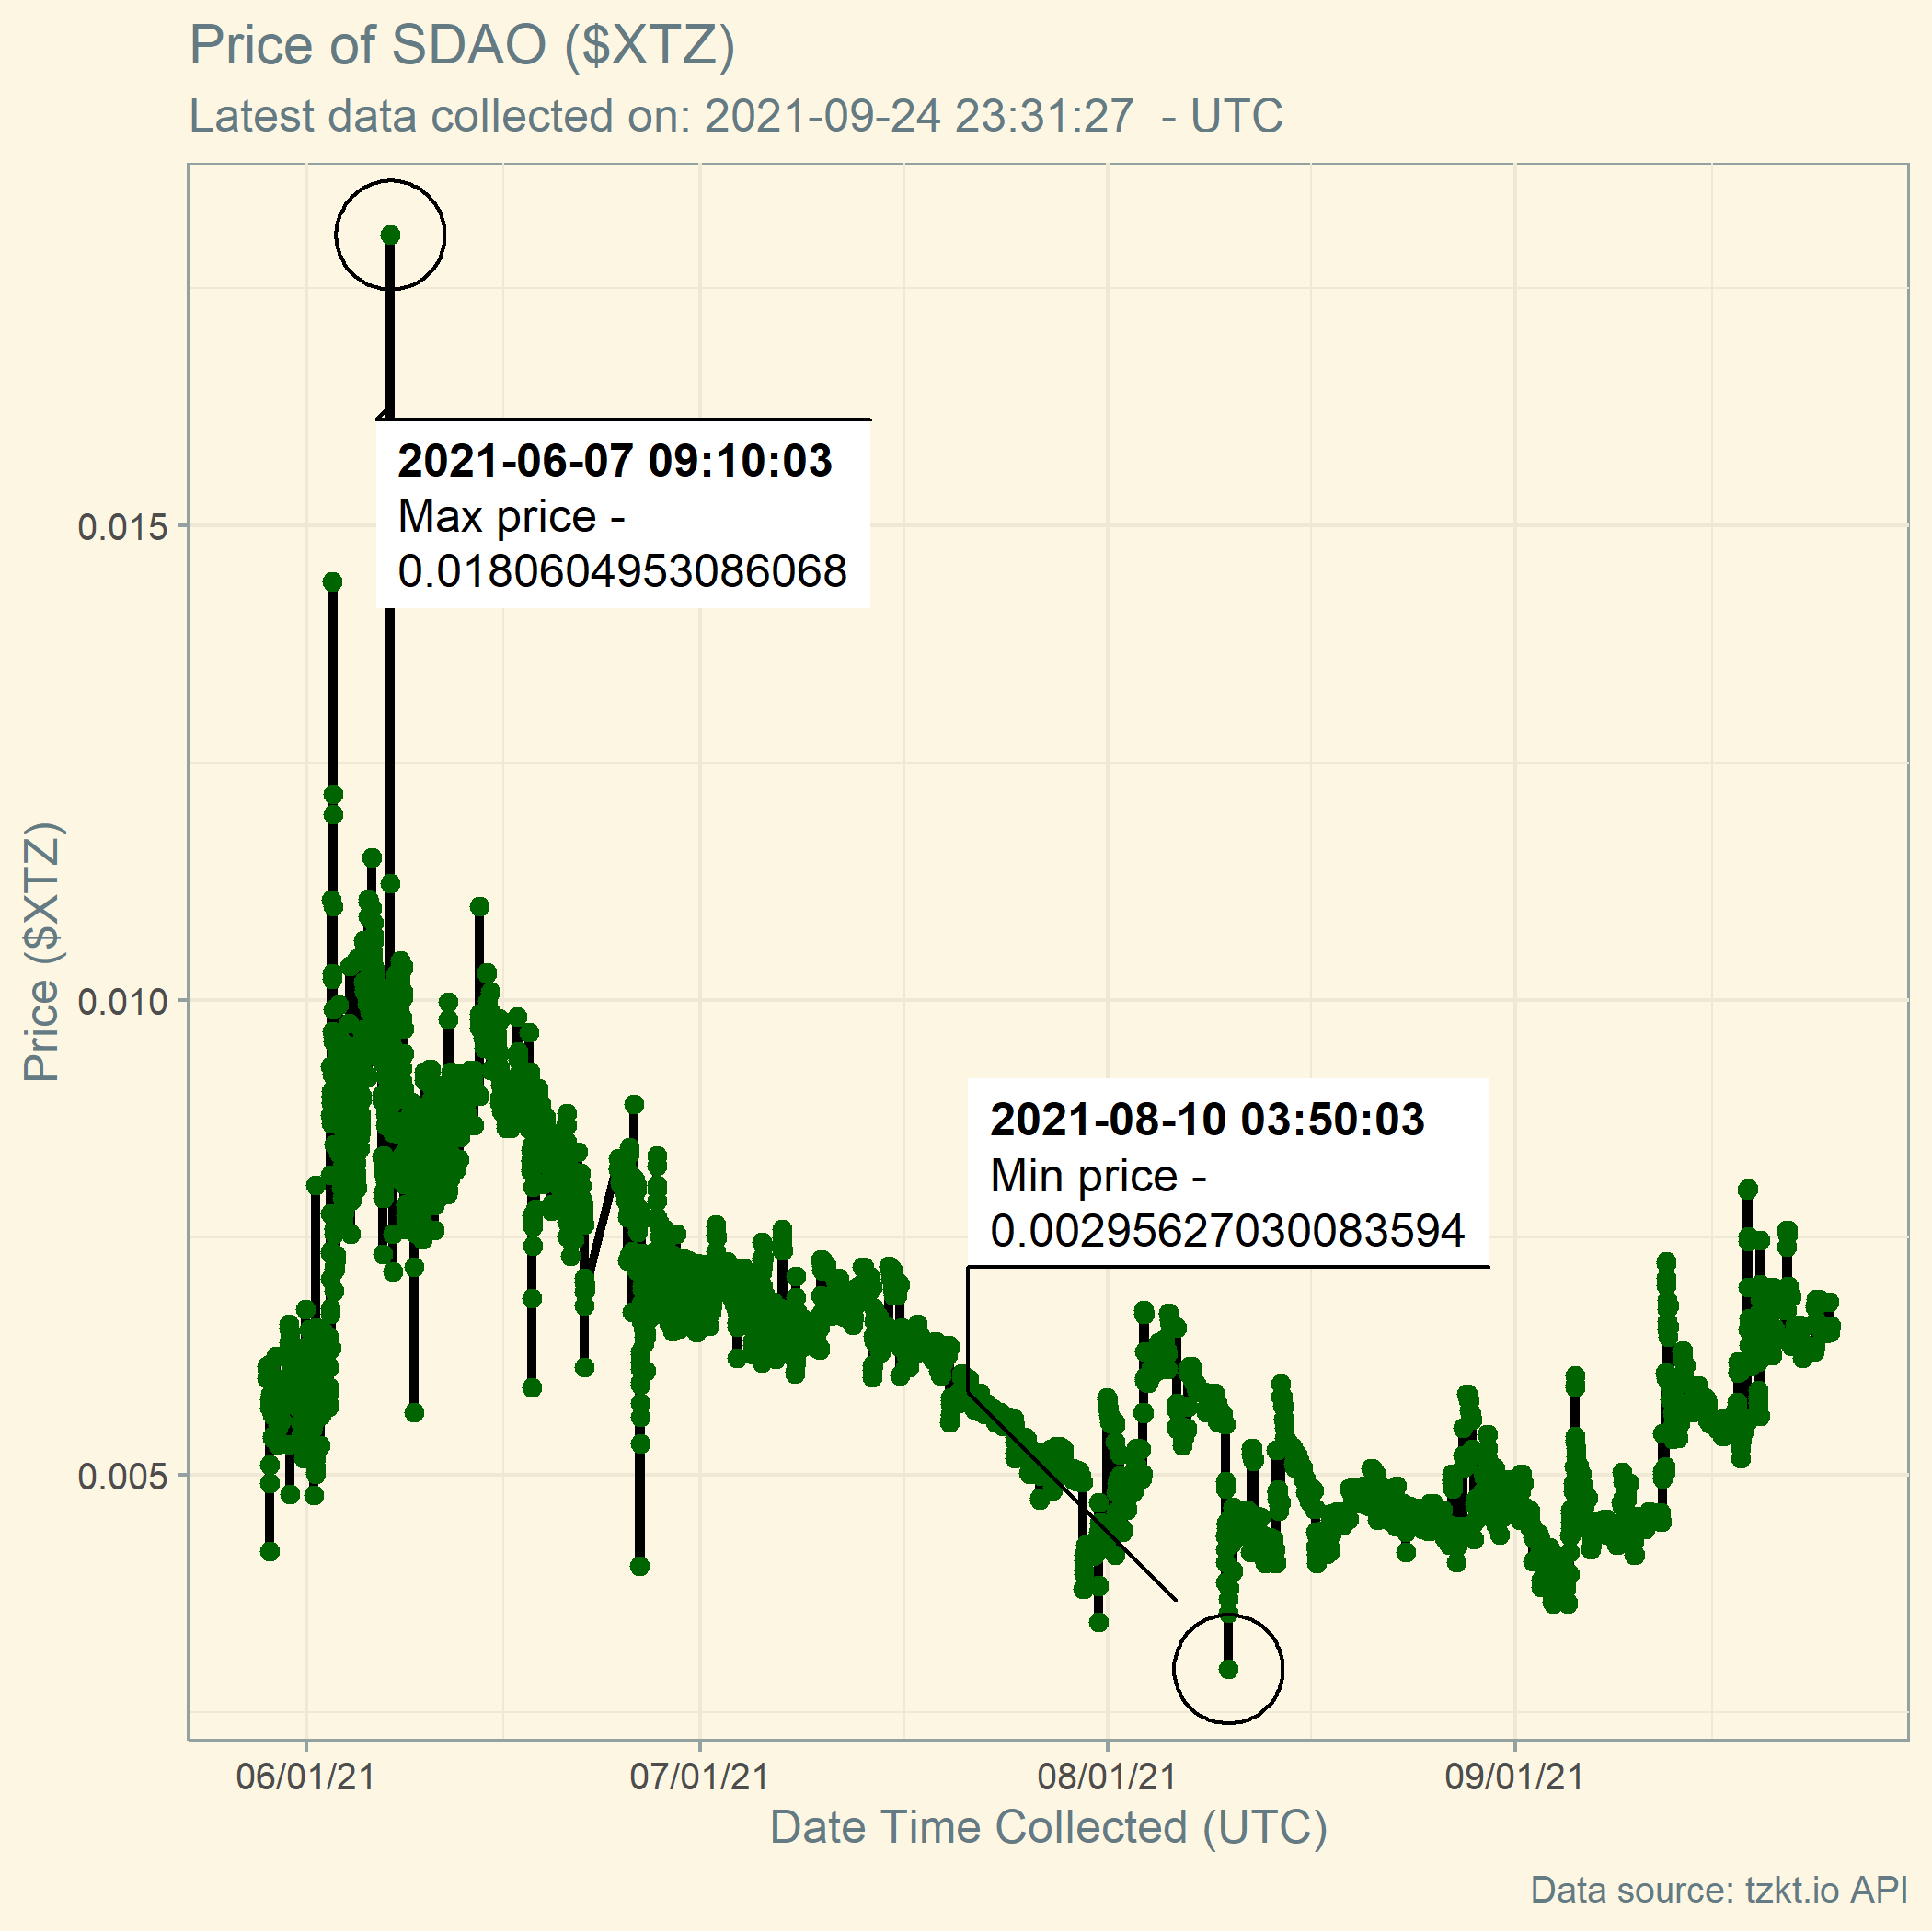 Price of SDAO ($XTZ)
Latest data collected on: 2021-09-24 23:31:27  - UTC
2021-06-07 09:10:03
Max price -
0.0180604953086068
0.015
Price ($XTZ)
0.010
2021-08-10 03:50:03
Min price -
0.00295627030083594
0.005
06/01/21 07/01/21 08/01/21 09/01/21
Date Time Collected (UTC)
Data source: tzkt.io API